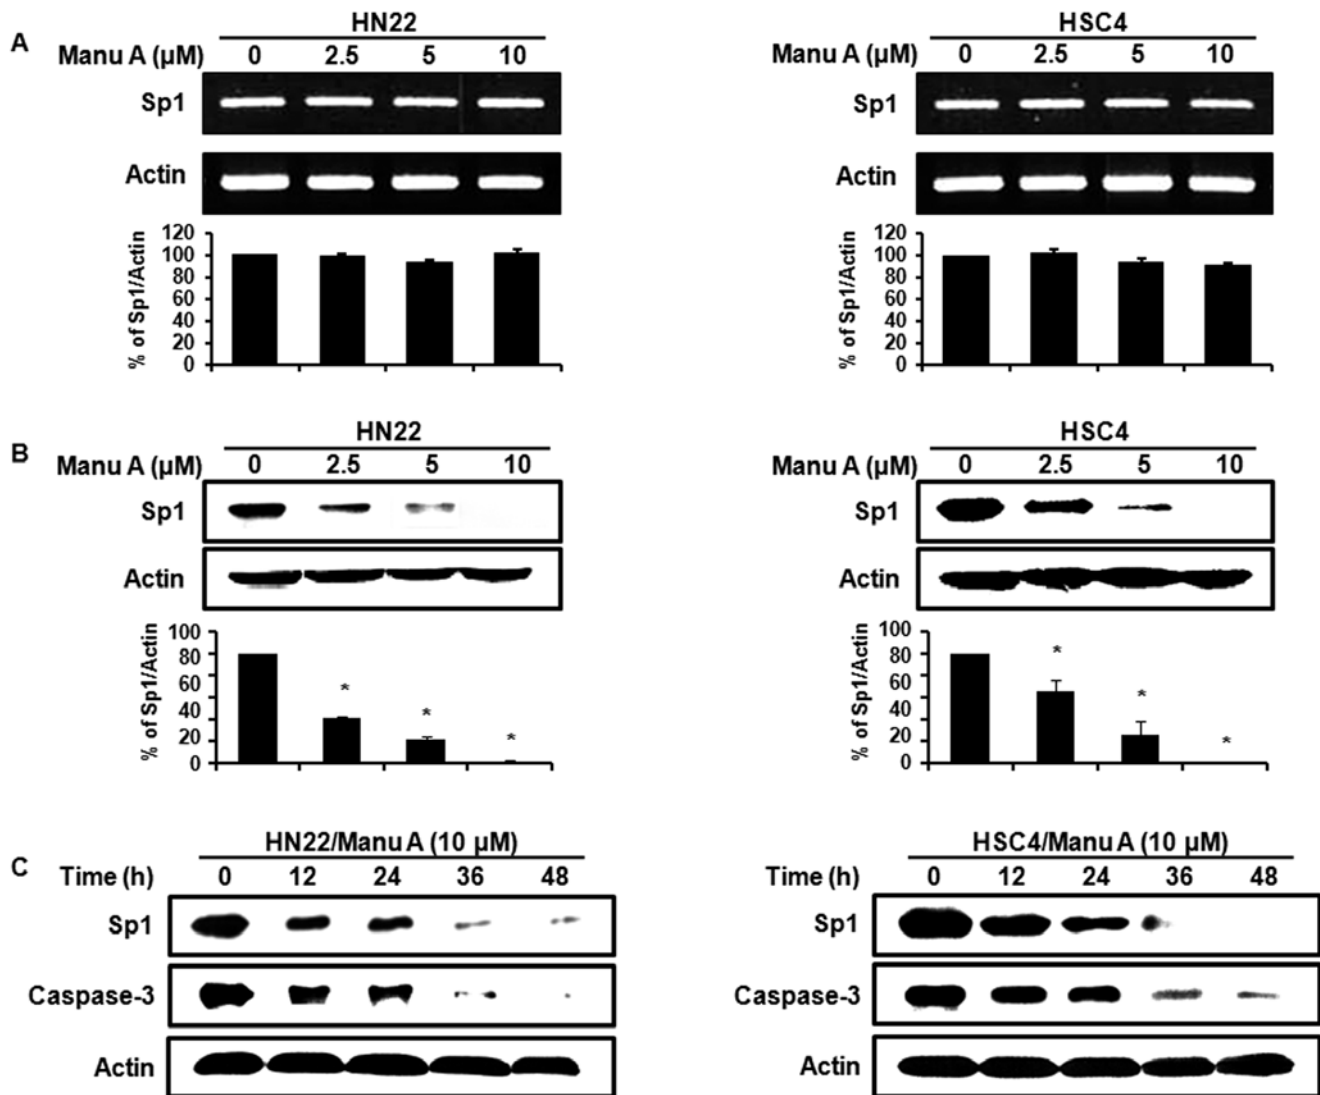 A
HN22
Manu A (µM) 0 2.5 5 10
Sp1
Actin
% of Sp1/Actin
120
100
80
60
40
20
0
HSC4
Manu A (µM) 0 2.5 5 10
Sp1
Actin
% of Sp1/Actin
120
100
80
60
40
20
0
B
HN22
Manu A (µM) 0 2.5 5 10
Sp1
Actin
% of Sp1/Actin
100
80
60
40
20
0
* * *
HSC4
Manu A (µM) 0 2.5 5 10
Sp1
Actin
% of Sp1/Actin
100
80
60
40
20
0
* * *
C
HN22/Manu A (10 µM)
Time (h) 0 12 24 36 48
Sp1
Caspase-3
Actin
HSC4/Manu A (10 µM)
Time (h) 0 12 24 36 48
Sp1
Caspase-3
Actin